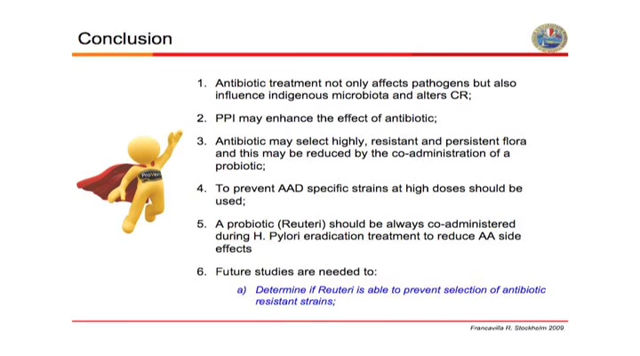 Conclusion
1. Antibiotic treatment not only affects pathogens but also
influence indigenous microbiota and alters CR;
2. PPI may enhance the effect of antibiotic;
3. Antibiotic may select highly, resistant and persistent flora
and this may be reduced by the co-administration of a
probiotic;
4. To prevent AAD specific strains at high doses should be
used;
5. A probiotic (Reuteri) should be always co-administered
during H. Pylori eradication treatment to reduce AA side
effects
6. Future studies are needed to:
a) Determine if Reuteri is able to prevent selection of antibiotic
resistant strains;
Francavilla R. Stockholm 2009